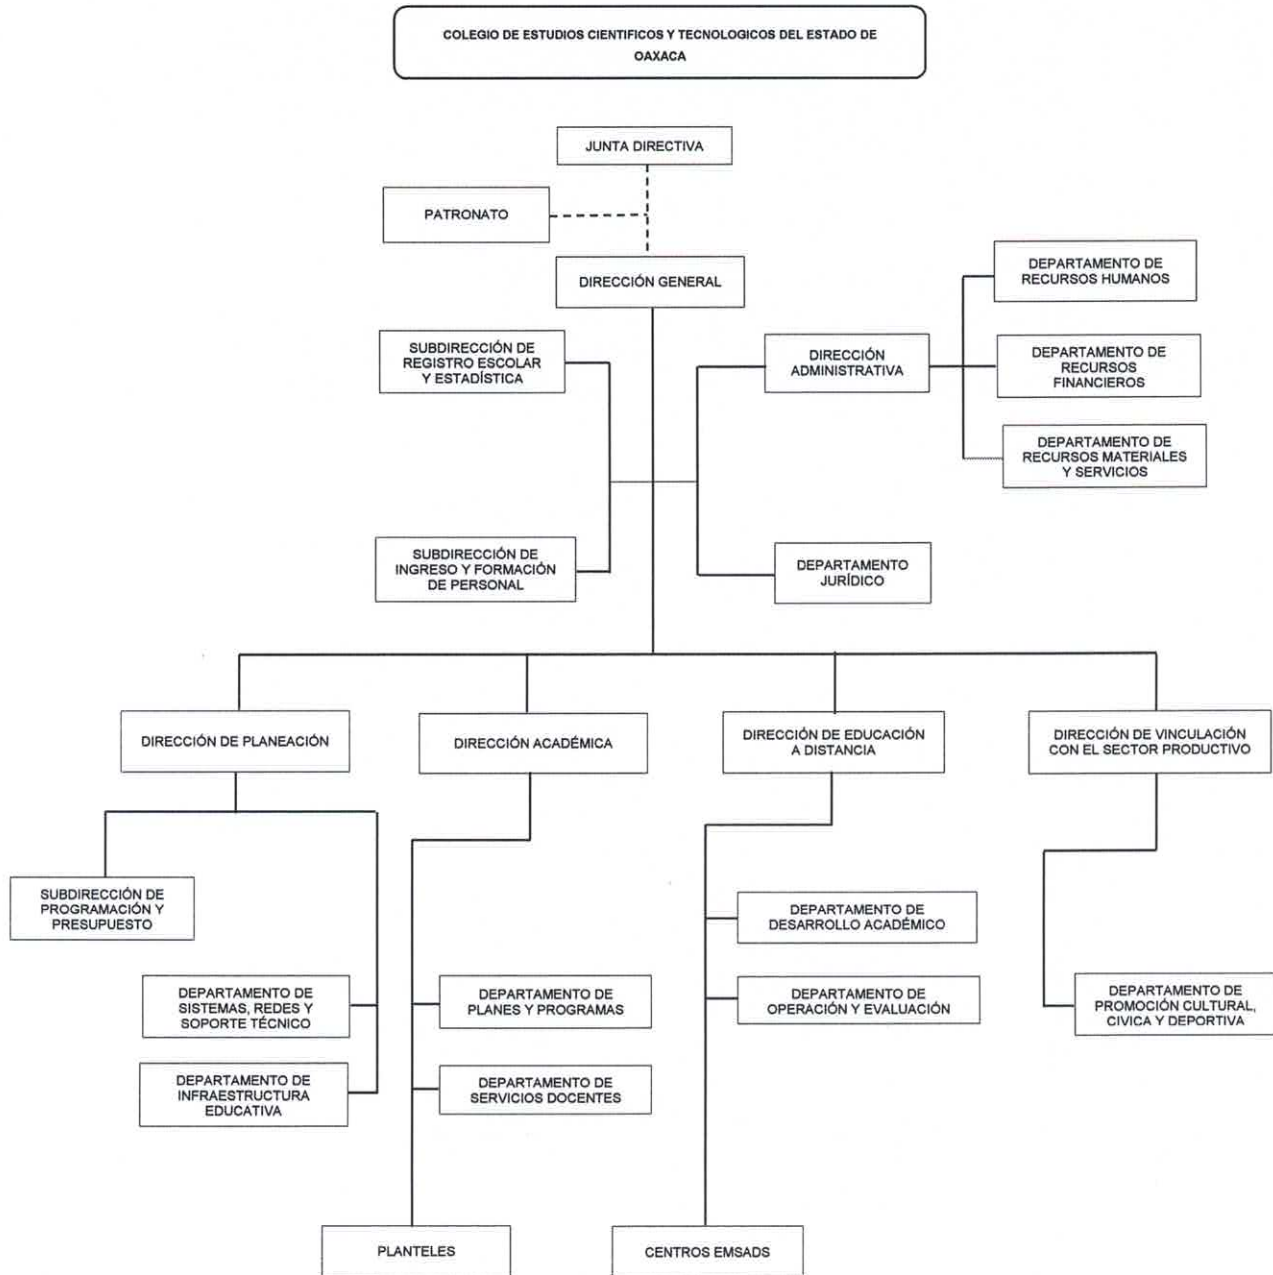 COLEGIO DE ESTUDIOS CIENTIFICOS Y TECNOLOGICOS DEL ESTADO DE
OAXACA
JUNTA DIRECTIVA
PATRONATO
DIRECCIÓN GENERAL
DEPARTAMENTO DE
RECURSOS HUMANOS
SUBDIRECCIÓN DE
REGISTRO ESCOLAR
Y ESTADÍSTICA
DIRECCIÓN
ADMINISTRATIVA
DEPARTAMENTO DE
RECURSOS
FINANCIEROS
DEPARTAMENTO DE
RECURSOS MATERIALES
Y SERVICIOS
SUBDIRECCIÓN DE
INGRESO Y FORMACIÓN
DE PERSONAL
DEPARTAMENTO
JURÍDICO
DIRECCIÓN DE PLANEACIÓN
DIRECCIÓN ACADÉMICA
DIRECCIÓN DE EDUCACIÓN
A DISTANCIA
DIRECCIÓN DE VINCULACIÓN
CON EL SECTOR PRODUCTIVO
SUBDIRECCIÓN DE
PROGRAMACIÓN Y
PRESUPUESTO
DEPARTAMENTO DE
DESARROLLO ACADÉMICO
DEPARTAMENTO DE
SISTEMAS, REDES Y
SOPORTE TÉCNICO
DEPARTAMENTO DE
PLANES Y PROGRAMAS
DEPARTAMENTO DE
OPERACIÓN Y EVALUACIÓN
DEPARTAMENTO DE
PROMOCIÓN CULTURAL,
CIVICA Y DEPORTIVA
DEPARTAMENTO DE
INFRAESTRUCTURA
EDUCATIVA
DEPARTAMENTO DE
SERVICIOS DOCENTES
PLANTELES
CENTROS EMSADS